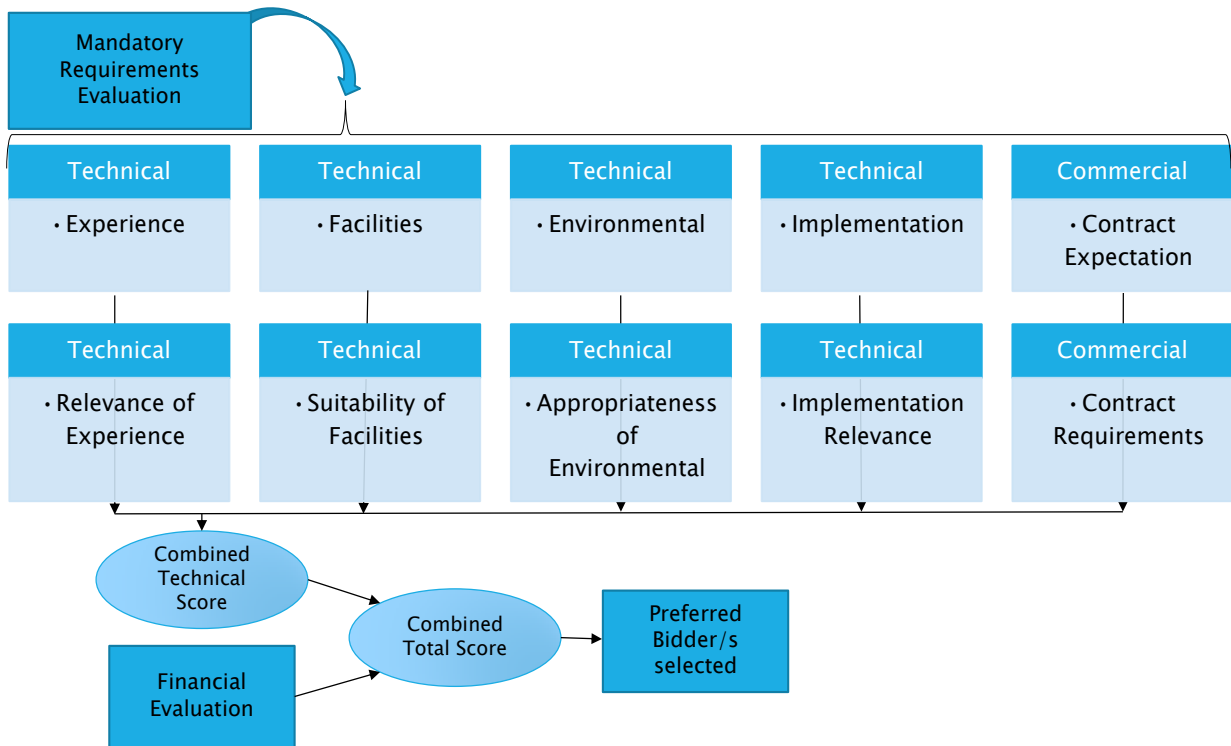 Mandatory
Requirements
Evaluation
Technical
• Experience
Technical
• Facilities
Technical
• Environmental
Technical
• Implementation
Commercial
• Contract
Expectation
Technical
• Relevance of
Experience
Technical
• Suitability of
Facilities
Technical
• Appropriateness
of
Environmental
Technical
• Implementation
Relevance
Commercial
• Contract
Requirements
Combined
Technical
Score
Combined
Total Score
Preferred
Bidder/s
selected
Financial
Evaluation